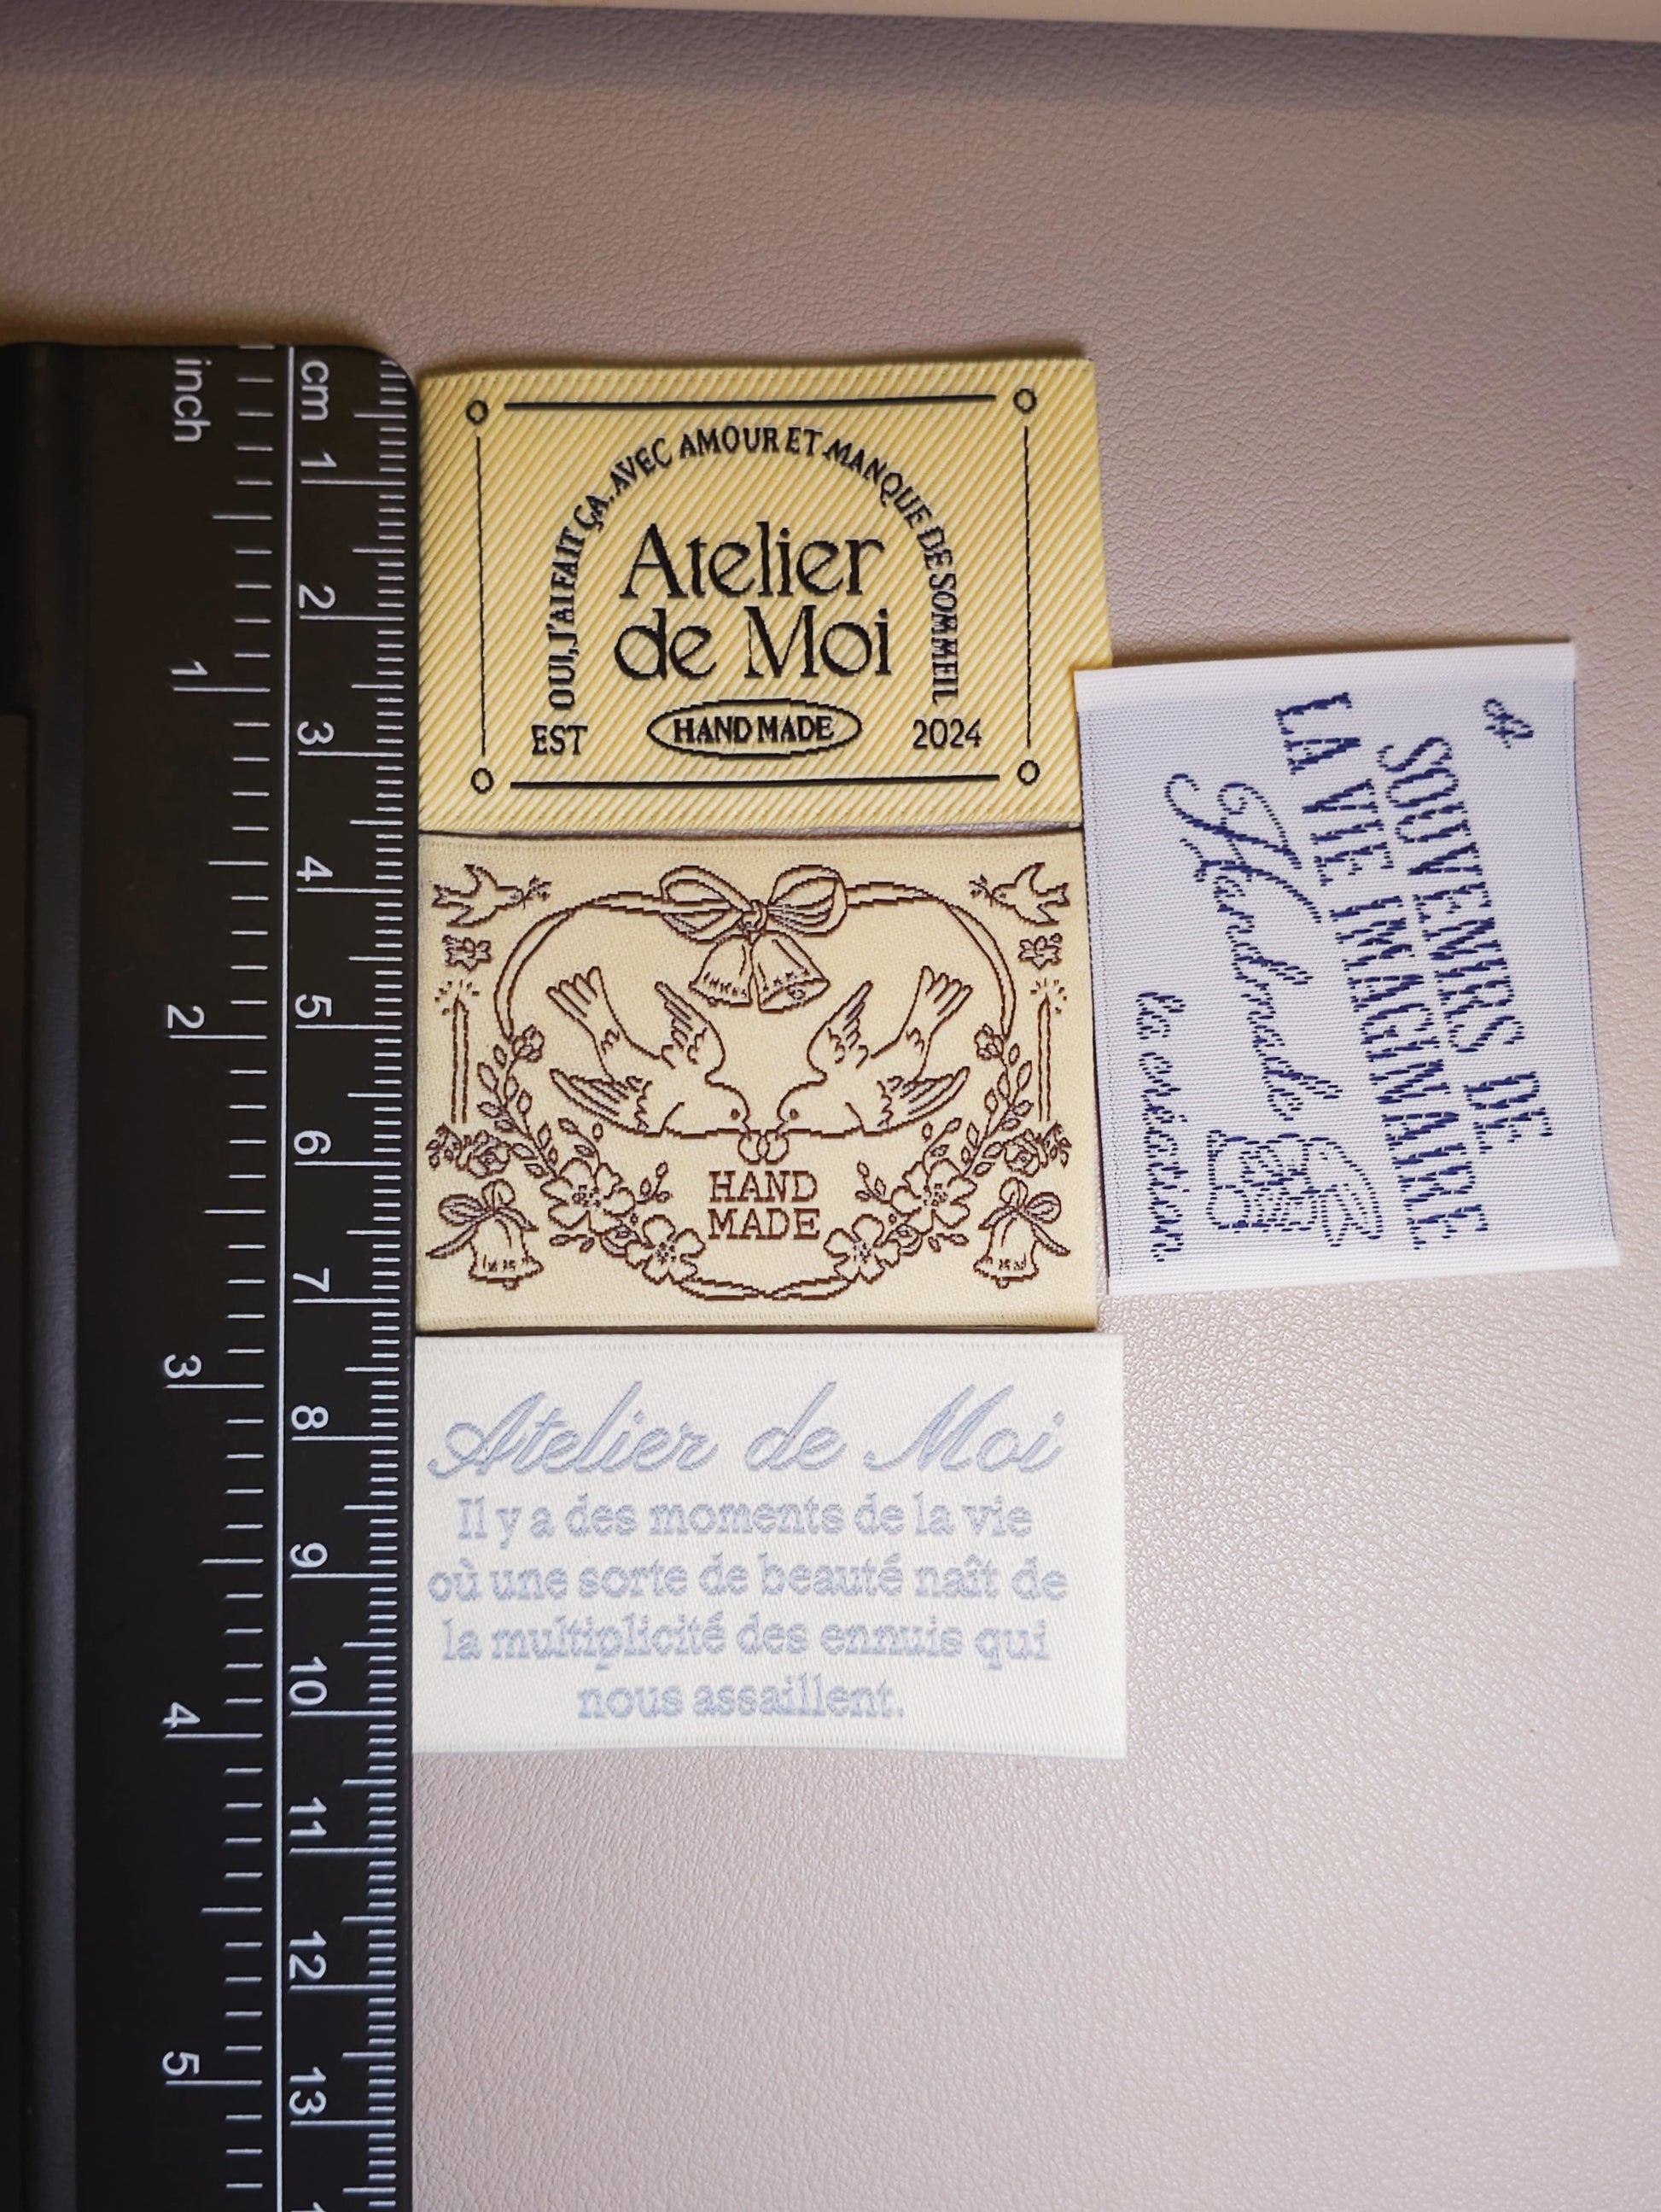 inch
cm
1
2
3
4
5
6
7
8
9
10
11
12
13
1
2
3
4
5
OUI, J'AI FAIT ÇA. AVEC AMOUR ET MANQUE DE SOMMEIL
Atelier
de Moi
EST
HAND MADE
2024
HAND
MADE
Atelier de Moi
Il y a des moments de la vie
où une sorte de beauté naît de
la multiplicité des ennuis qui
nous assaillent.
SOUVENIRS DE
LA VIE IMAGINAIRE
Handmade
la création